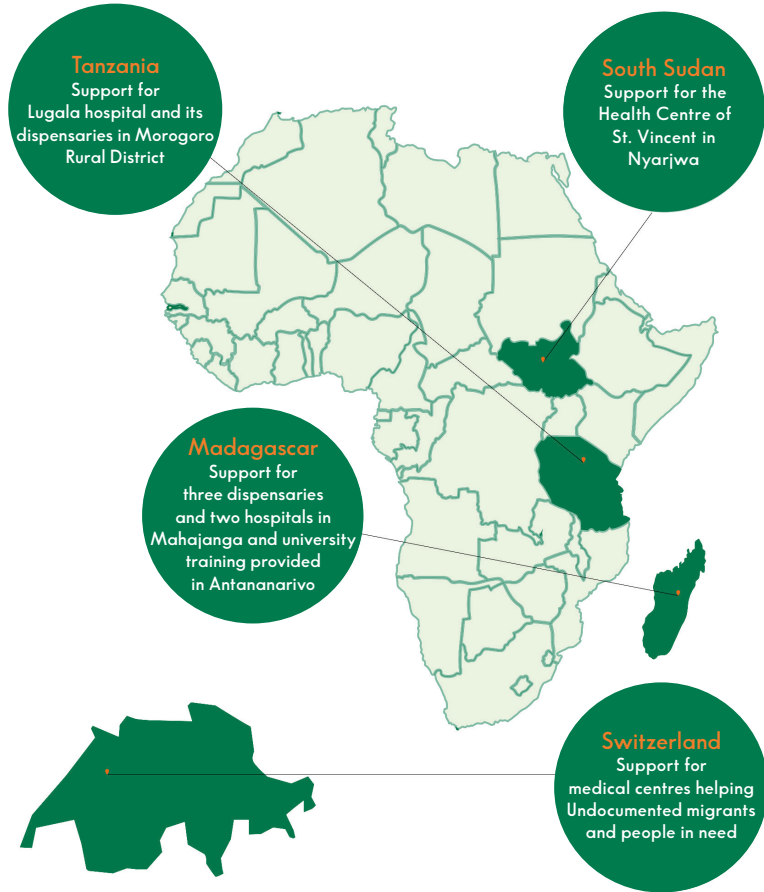 Tanzania
Support for
Lugala hospital and its
dispensaries in Morogoro
Rural District
South Sudan
Support for the
Health Centre of
St. Vincent in
Nyarjwa
Madagascar
Support for
three dispensaries
and two hospitals in
Mahajanga and university
training provided
in Antananarivo
Switzerland
Support for
medical centres helping
Undocumented migrants
and people in need